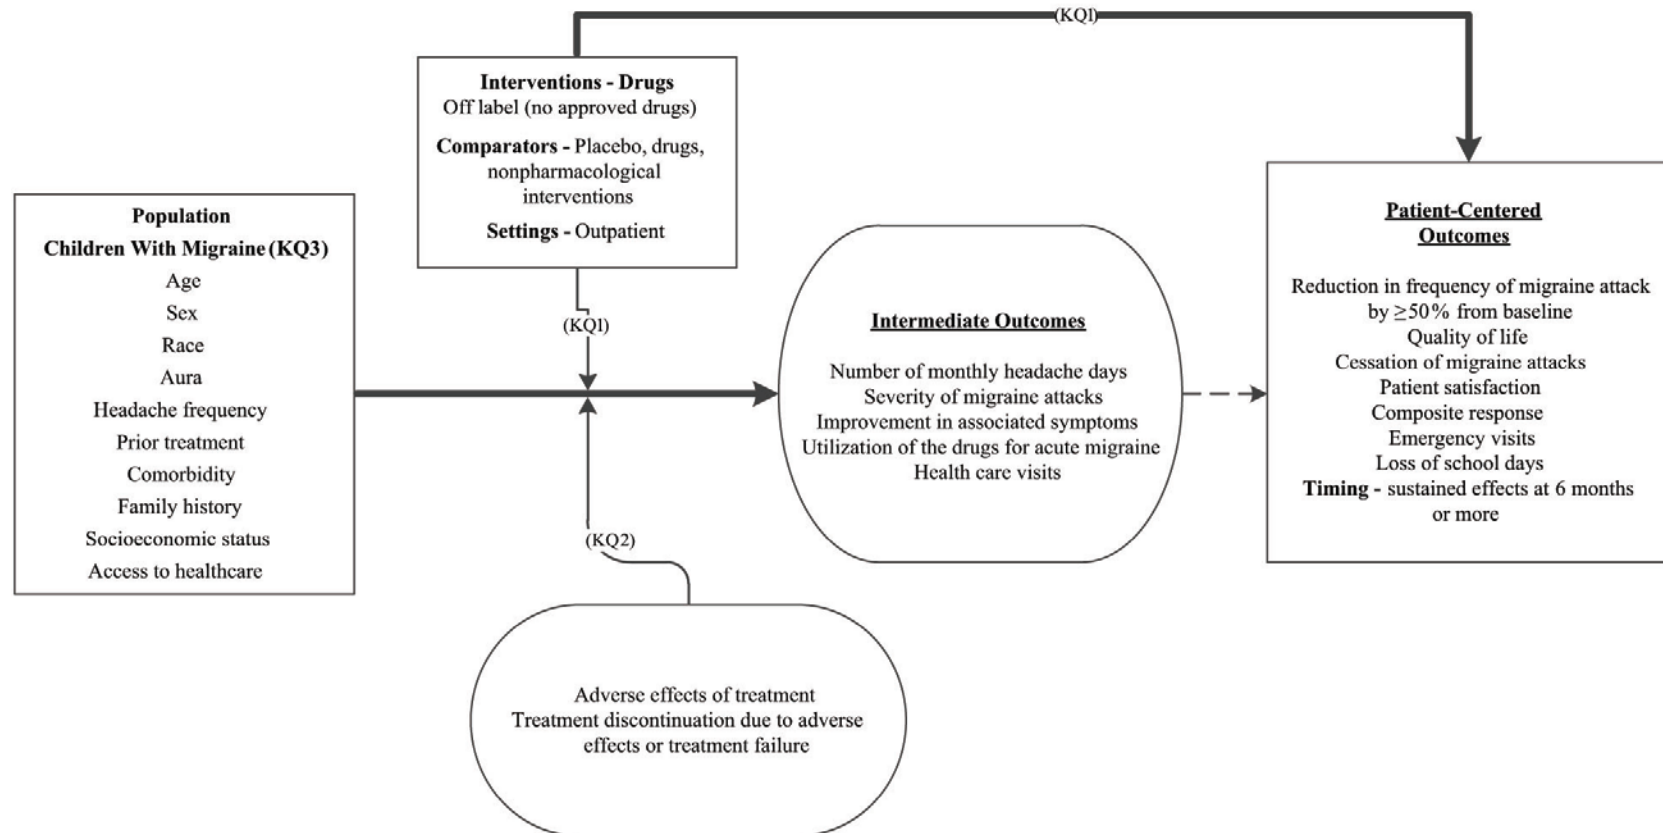 (KQ1)
Interventions - Drugs
Off label (no approved drugs)
Comparators - Placebo, drugs,
nonpharmacological
interventions
Settings - Outpatient
(KQ1)
Population
Children With Migraine (KQ3)
Age
Sex
Race
Aura
Headache frequency
Prior treatment
Comorbidity
Family history
Socioeconomic status
Access to healthcare
Intermediate Outcomes
Number of monthly headache days
Severity of migraine attacks
Improvement in associated symptoms
Utilization of the drugs for acute migraine
Health care visits
Patient-Centered
Outcomes
Reduction in frequency of migraine attack
by ≥50% from baseline
Quality of life
Cessation of migraine attacks
Patient satisfaction
Composite response
Emergency visits
Loss of school days
Timing - sustained effects at 6 months
or more
(KQ2)
Adverse effects of treatment
Treatment discontinuation due to adverse
effects or treatment failure